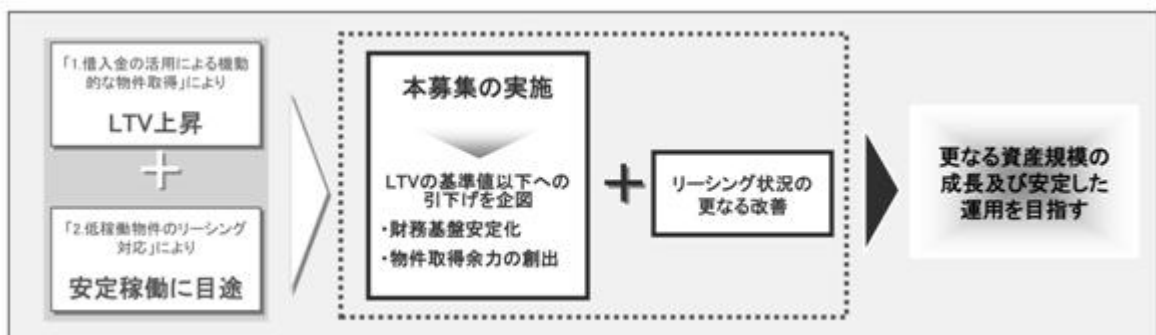 「1.借入金の活用による機動
的な物件取得」により
LTV上昇
+
「2.低稼働物件のリーシング
対応」により
安定稼働に目途
本募集の実施
LTVの基準値以下への
引下げを企図
・財務基盤安定化
・物件取得余力の創出
+
リーシング状況の
更なる改善
更なる資産規模の
成長及び安定した
運用を目指す